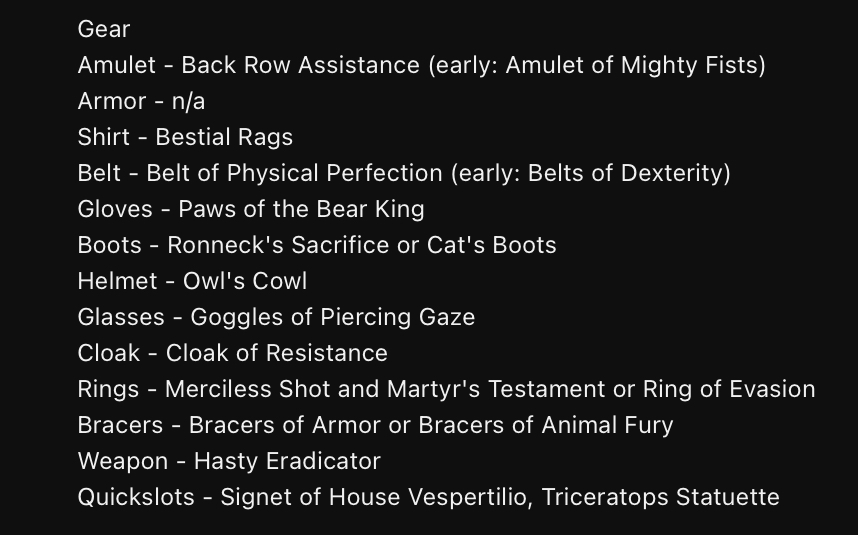 Gear
Amulet - Back Row Assistance (early: Amulet of Mighty Fists)
Armor - n/a
Shirt - Bestial Rags
Belt - Belt of Physical Perfection (early: Belts of Dexterity)
Gloves - Paws of the Bear King
Boots - Ronneck's Sacrifice or Cat's Boots
Helmet - Owl's Cowl
Glasses - Goggles of Piercing Gaze
Cloak - Cloak of Resistance
Rings - Merciless Shot and Martyr's Testament or Ring of Evasion
Bracers - Bracers of Armor or Bracers of Animal Fury
Weapon - Hasty Eradicator
Quickslots - Signet of House Vespertilio, Triceratops Statuette